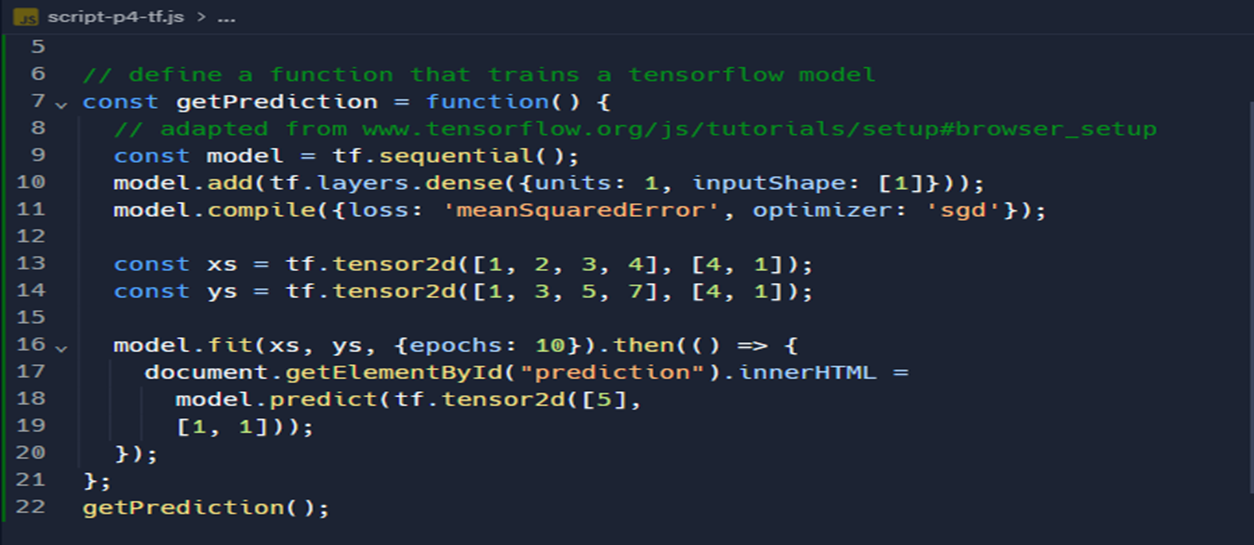 JS script-p4-tf.js > ...
5
6 // define a function that trains a tensorflow model
7 const getPrediction = function() {
8 // adapted from www.tensorflow.org/js/tutorials/setup#browser_setup
9 const model = tf.sequential();
10 model.add(tf.layers.dense({units: 1, inputShape: [1]}));
11 model.compile({loss: 'meanSquaredError', optimizer: 'sgd'});
12
13 const xs = tf.tensor2d([1, 2, 3, 4], [4, 1]);
14 const ys = tf.tensor2d([1, 3, 5, 7], [4, 1]);
15
16 model.fit(xs, ys, {epochs: 10}).then(() => {
17 document.getElementById("prediction").innerHTML =
18 model.predict(tf.tensor2d([5],
19 [1, 1]));
20 });
21 };
22 getPrediction();